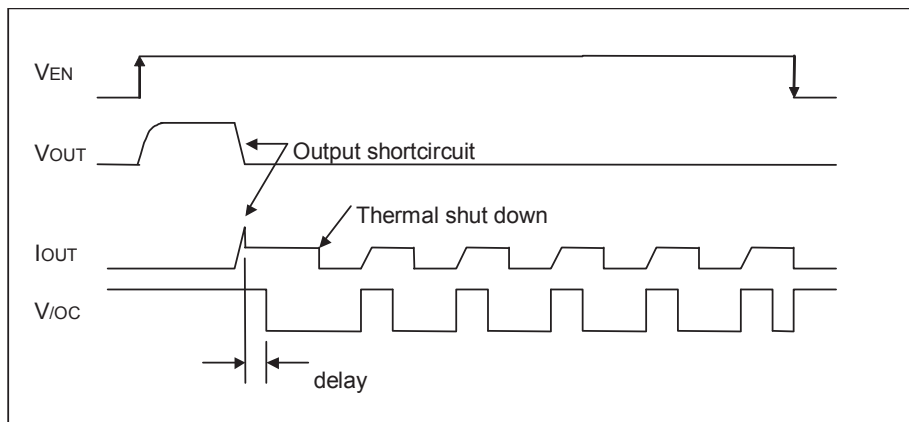 VEN
VOUT
Output shortcircuit
Thermal shut down
IOUT
V/OC
delay